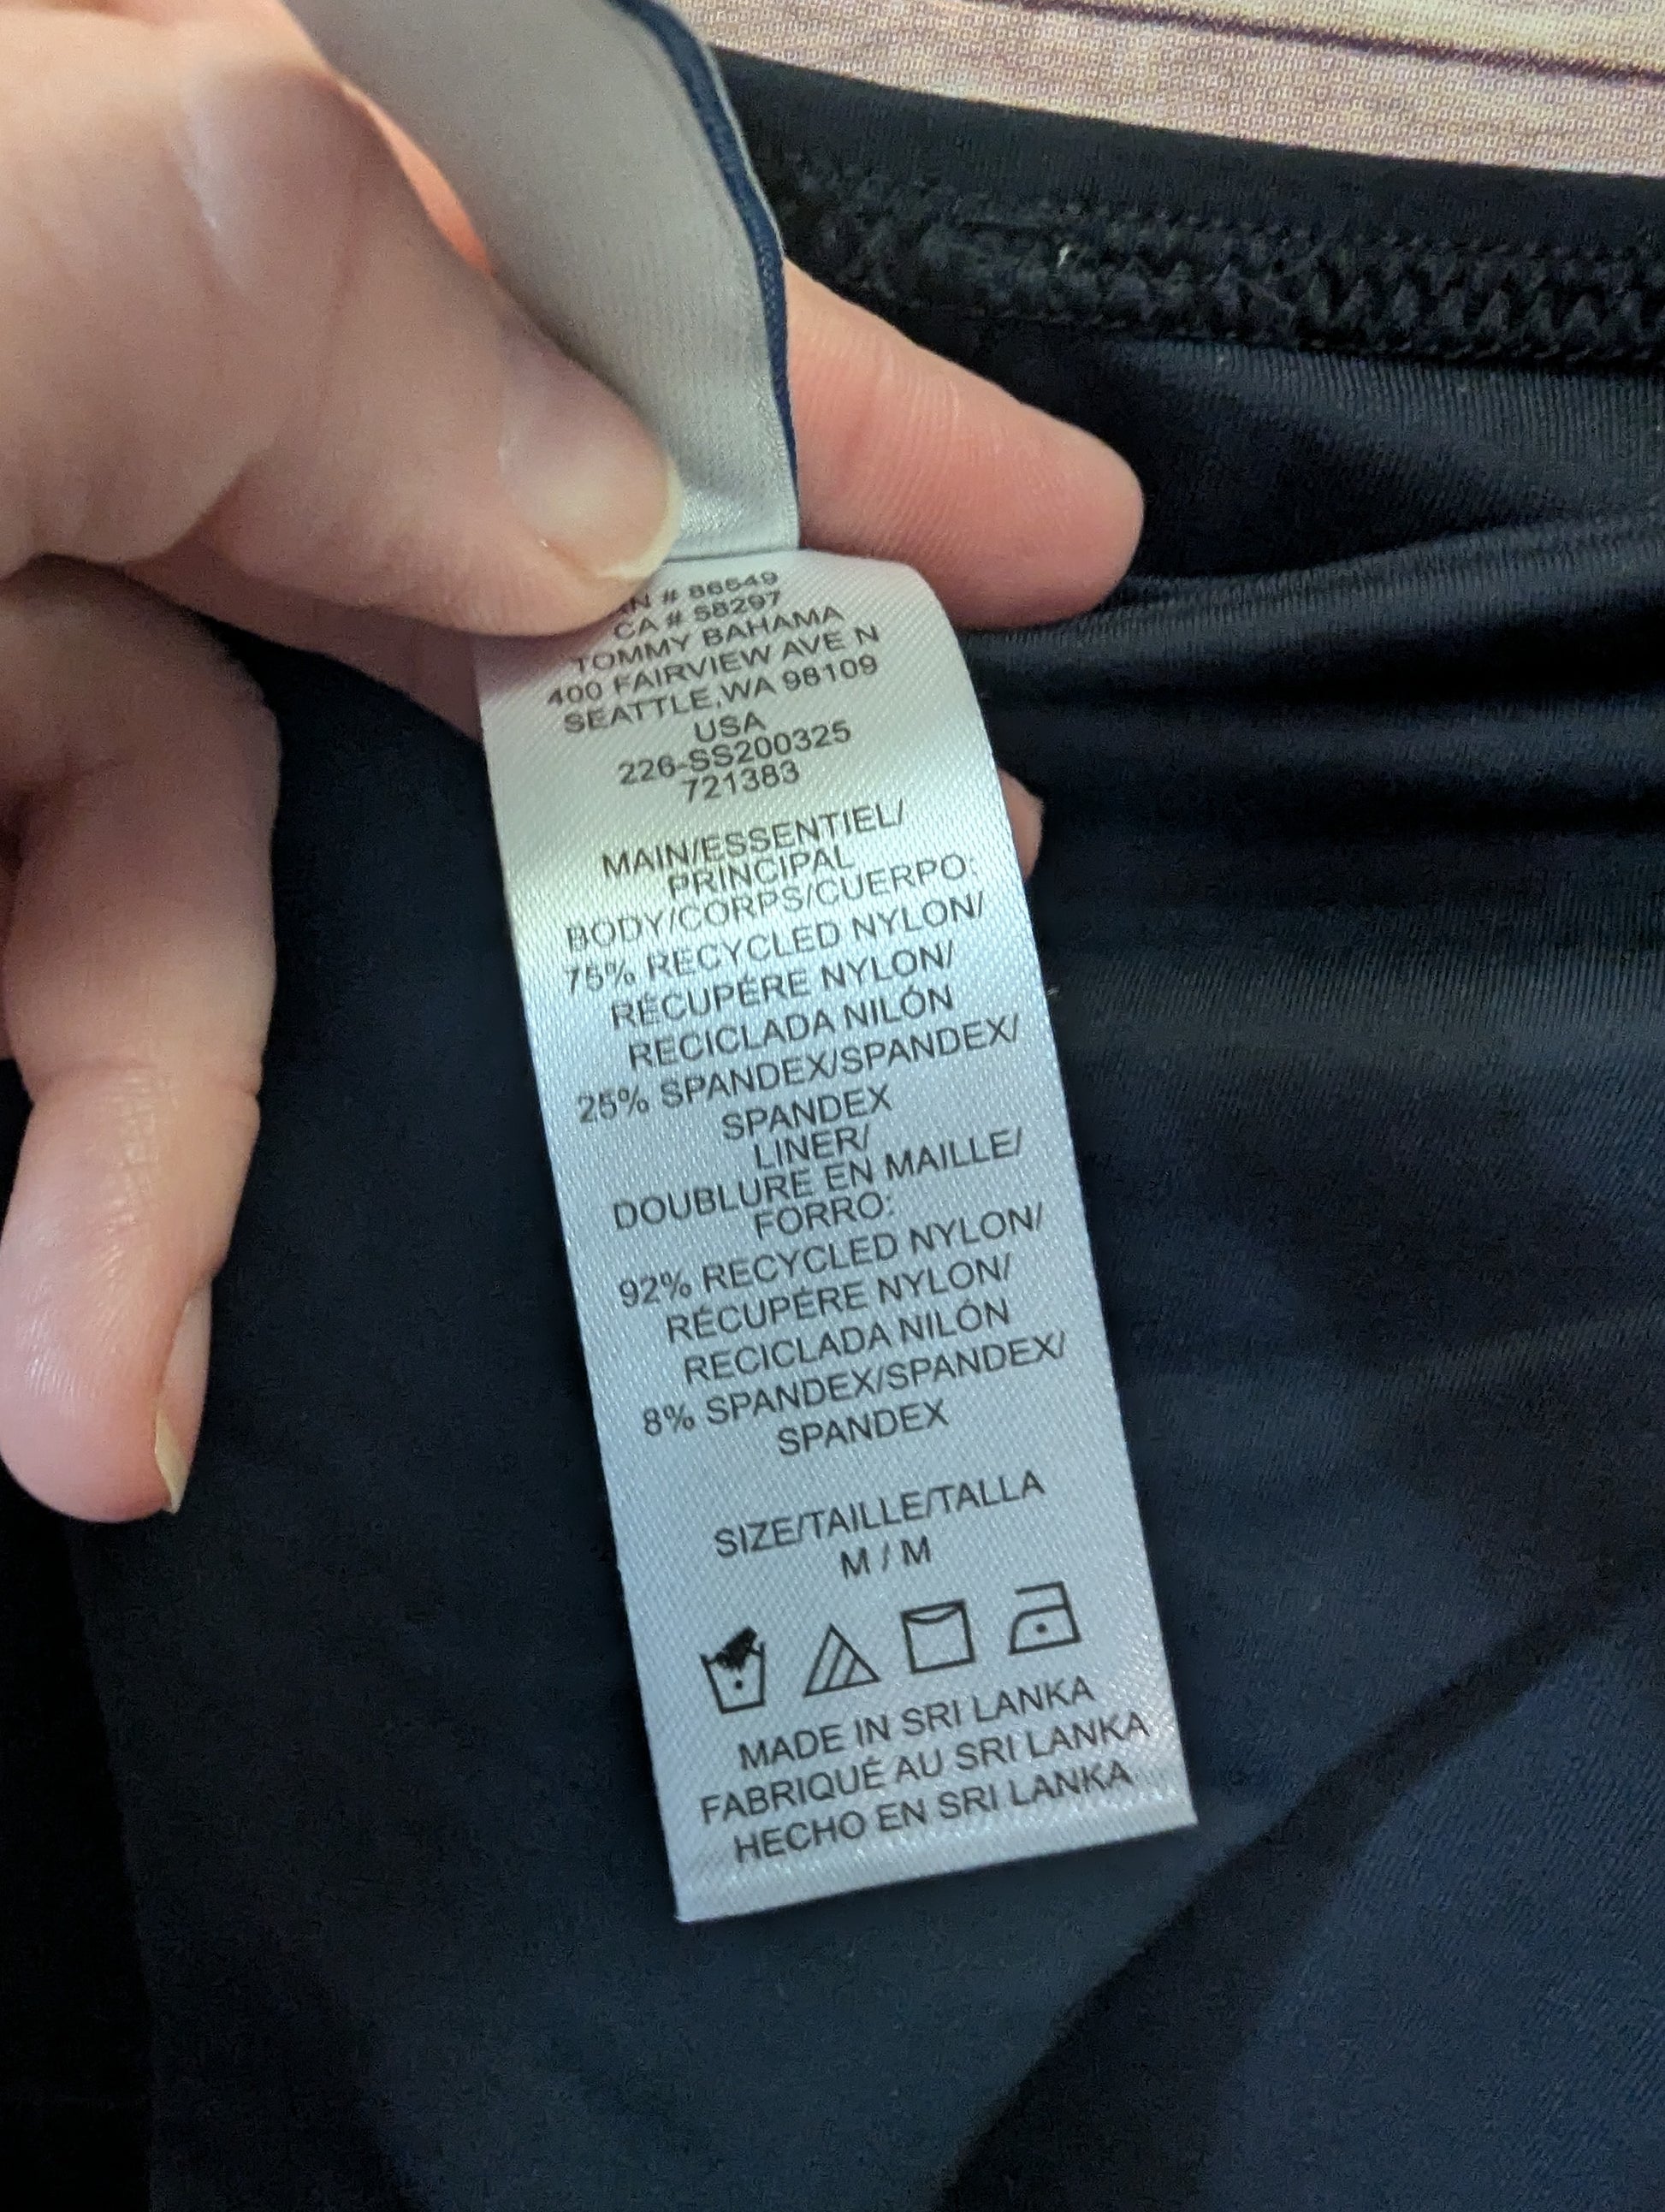 # 86549
CA # 58297
TOMMY BAHAMA
400 FAIRVIEW AVE N
SEATTLE,WA 98109
USA
226-SS200325
721383
MAIN/ESSENTIEL/
PRINCIPAL
BODY/CORPS/CUERPO:
75% RECYCLED NYLON/
RÉCUPÉRE NYLON/
RECICLADA NILÓN
25% SPANDEX/SPANDEX/
SPANDEX
LINER/
DOUBLURE EN MAILLE/
FORRO:
92% RECYCLED NYLON/
RÉCUPÉRE NYLON/
RECICLADA NILÓN
8% SPANDEX/SPANDEX/
SPANDEX
SIZE/TAILLE/TALLA
M / M
MADE IN SRI LANKA
FABRIQUÉ AU SRI LANKA
HECHO EN SRI LANKA